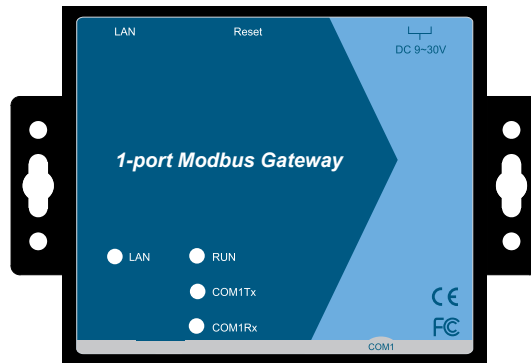 LAN Reset
DC 9~30V
1-port Modbus Gateway
LAN RUN
COM1Tx
COM1Rx
CE
FC
COM1